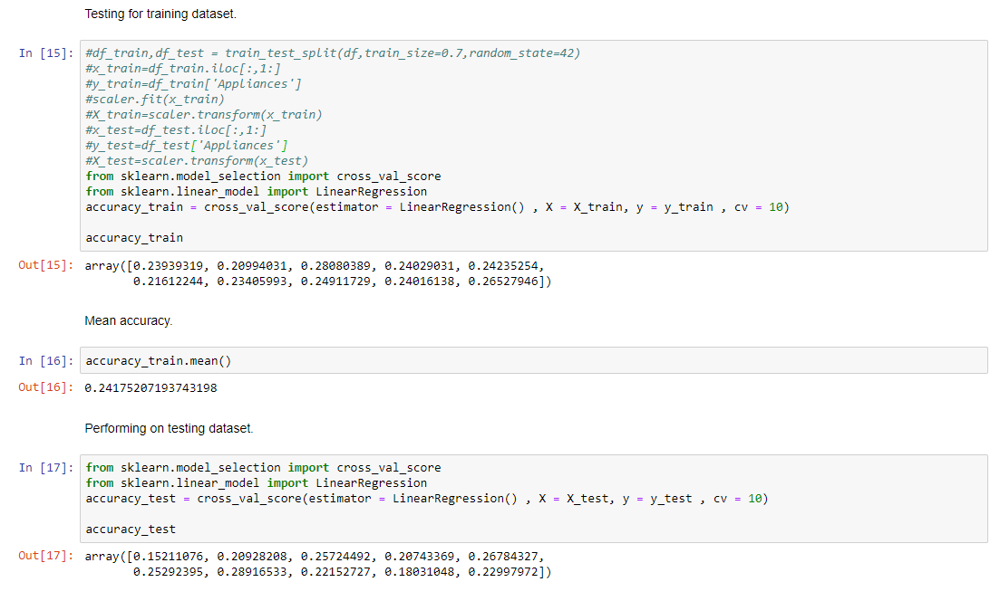 Testing for training dataset.
In [15]: #df_train,df_test = train_test_split(df,train_size=0.7,random_state=42)
#x_train=df_train.iloc[:,1:]
#y_train=df_train['Appliances']
#scaler.fit(x_train)
#X_train=scaler.transform(x_train)
#x_test=df_test.iloc[:,1:]
#y_test=df_test['Appliances']
#X_test=scaler.transform(x_test)
from sklearn.model_selection import cross_val_score
from sklearn.linear_model import LinearRegression
accuracy_train = cross_val_score(estimator = LinearRegression() , X = X_train, y = y_train , cv = 10)
accuracy_train
Out[15]: array([0.23939319, 0.20994031, 0.28080389, 0.24029031, 0.24235254,
0.21612244, 0.23405993, 0.24911729, 0.24016138, 0.26527946])
Mean accuracy.
In [16]: accuracy_train.mean()
Out[16]: 0.24175207193743198
Performing on testing dataset.
In [17]: from sklearn.model_selection import cross_val_score
from sklearn.linear_model import LinearRegression
accuracy_test = cross_val_score(estimator = LinearRegression() , X = X_test, y = y_test , cv = 10)
accuracy_test
Out[17]: array([0.15211076, 0.20928208, 0.25724492, 0.20743369, 0.26784327,
0.25292395, 0.28916533, 0.22152727, 0.18031048, 0.22997972])